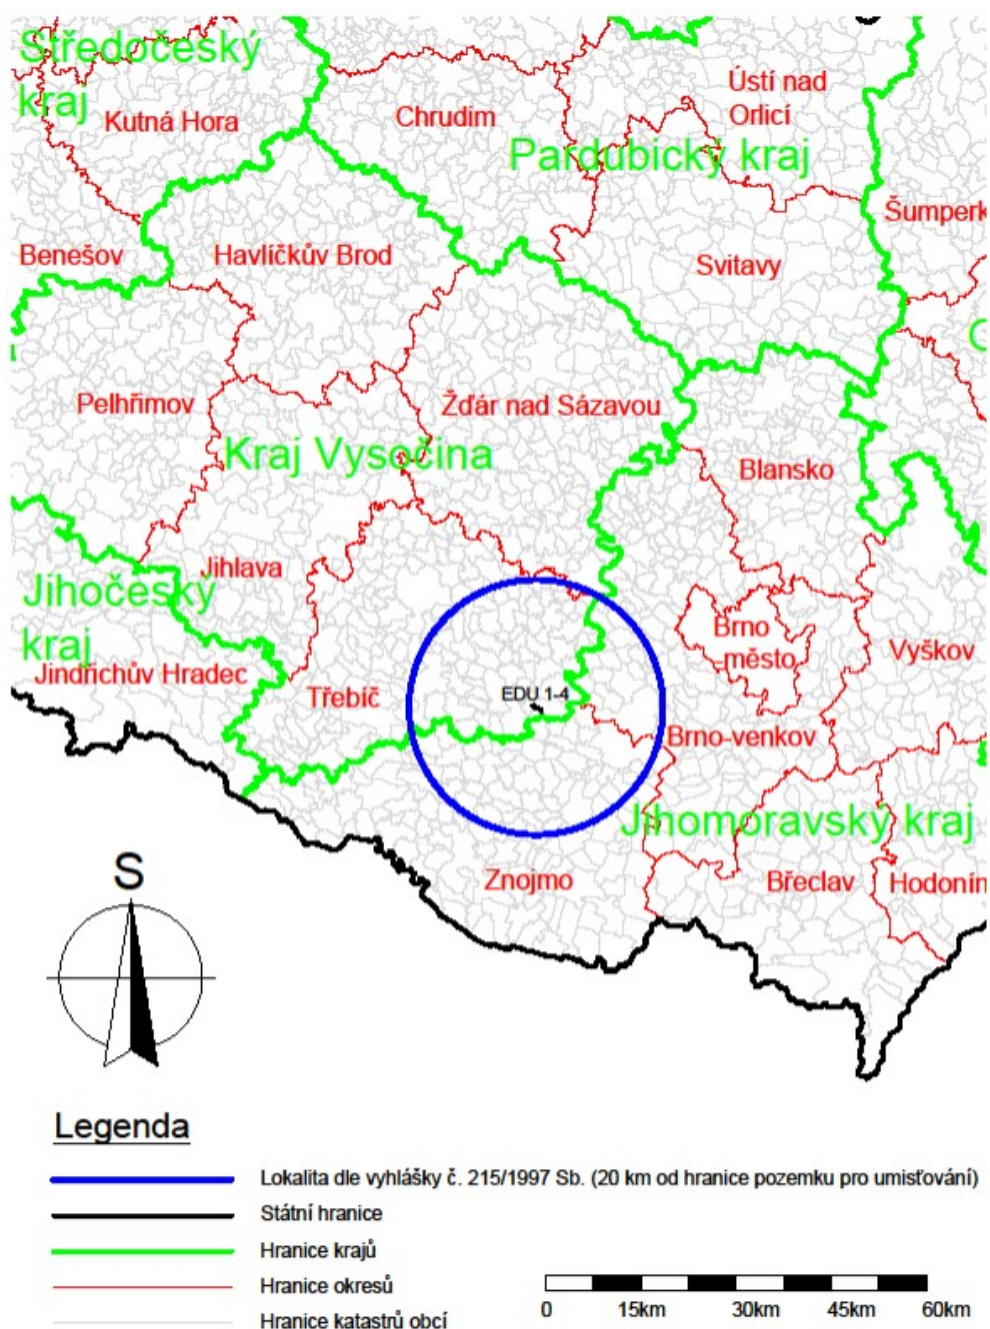 Středočeský
kraj
Kutná Hora
Chrudim
Ústí nad
Orlicí
Pardubický kraj
Šumperk
Benešov
Havlíčkův Brod
Svitavy
Pelhřimov
Žďár nad Sázavou
Kraj Vysočina
Blansko
Jihlava
Jihočeský
kraj
Jindřichův Hradec
Třebíč
EDU 1-4
Brno
-město
Vyškov
Brno-venkov
Jihomoravský kraj
Znojmo
Břeclav
Hodonín
S
Legenda
Lokalita dle vyhlášky č. 215/1997 Sb. (20 km od hranice pozemku pro umisťování)
Státní hranice
Hranice krajů
Hranice okresů
Hranice katastrů obcí
0 15km 30km 45km 60km